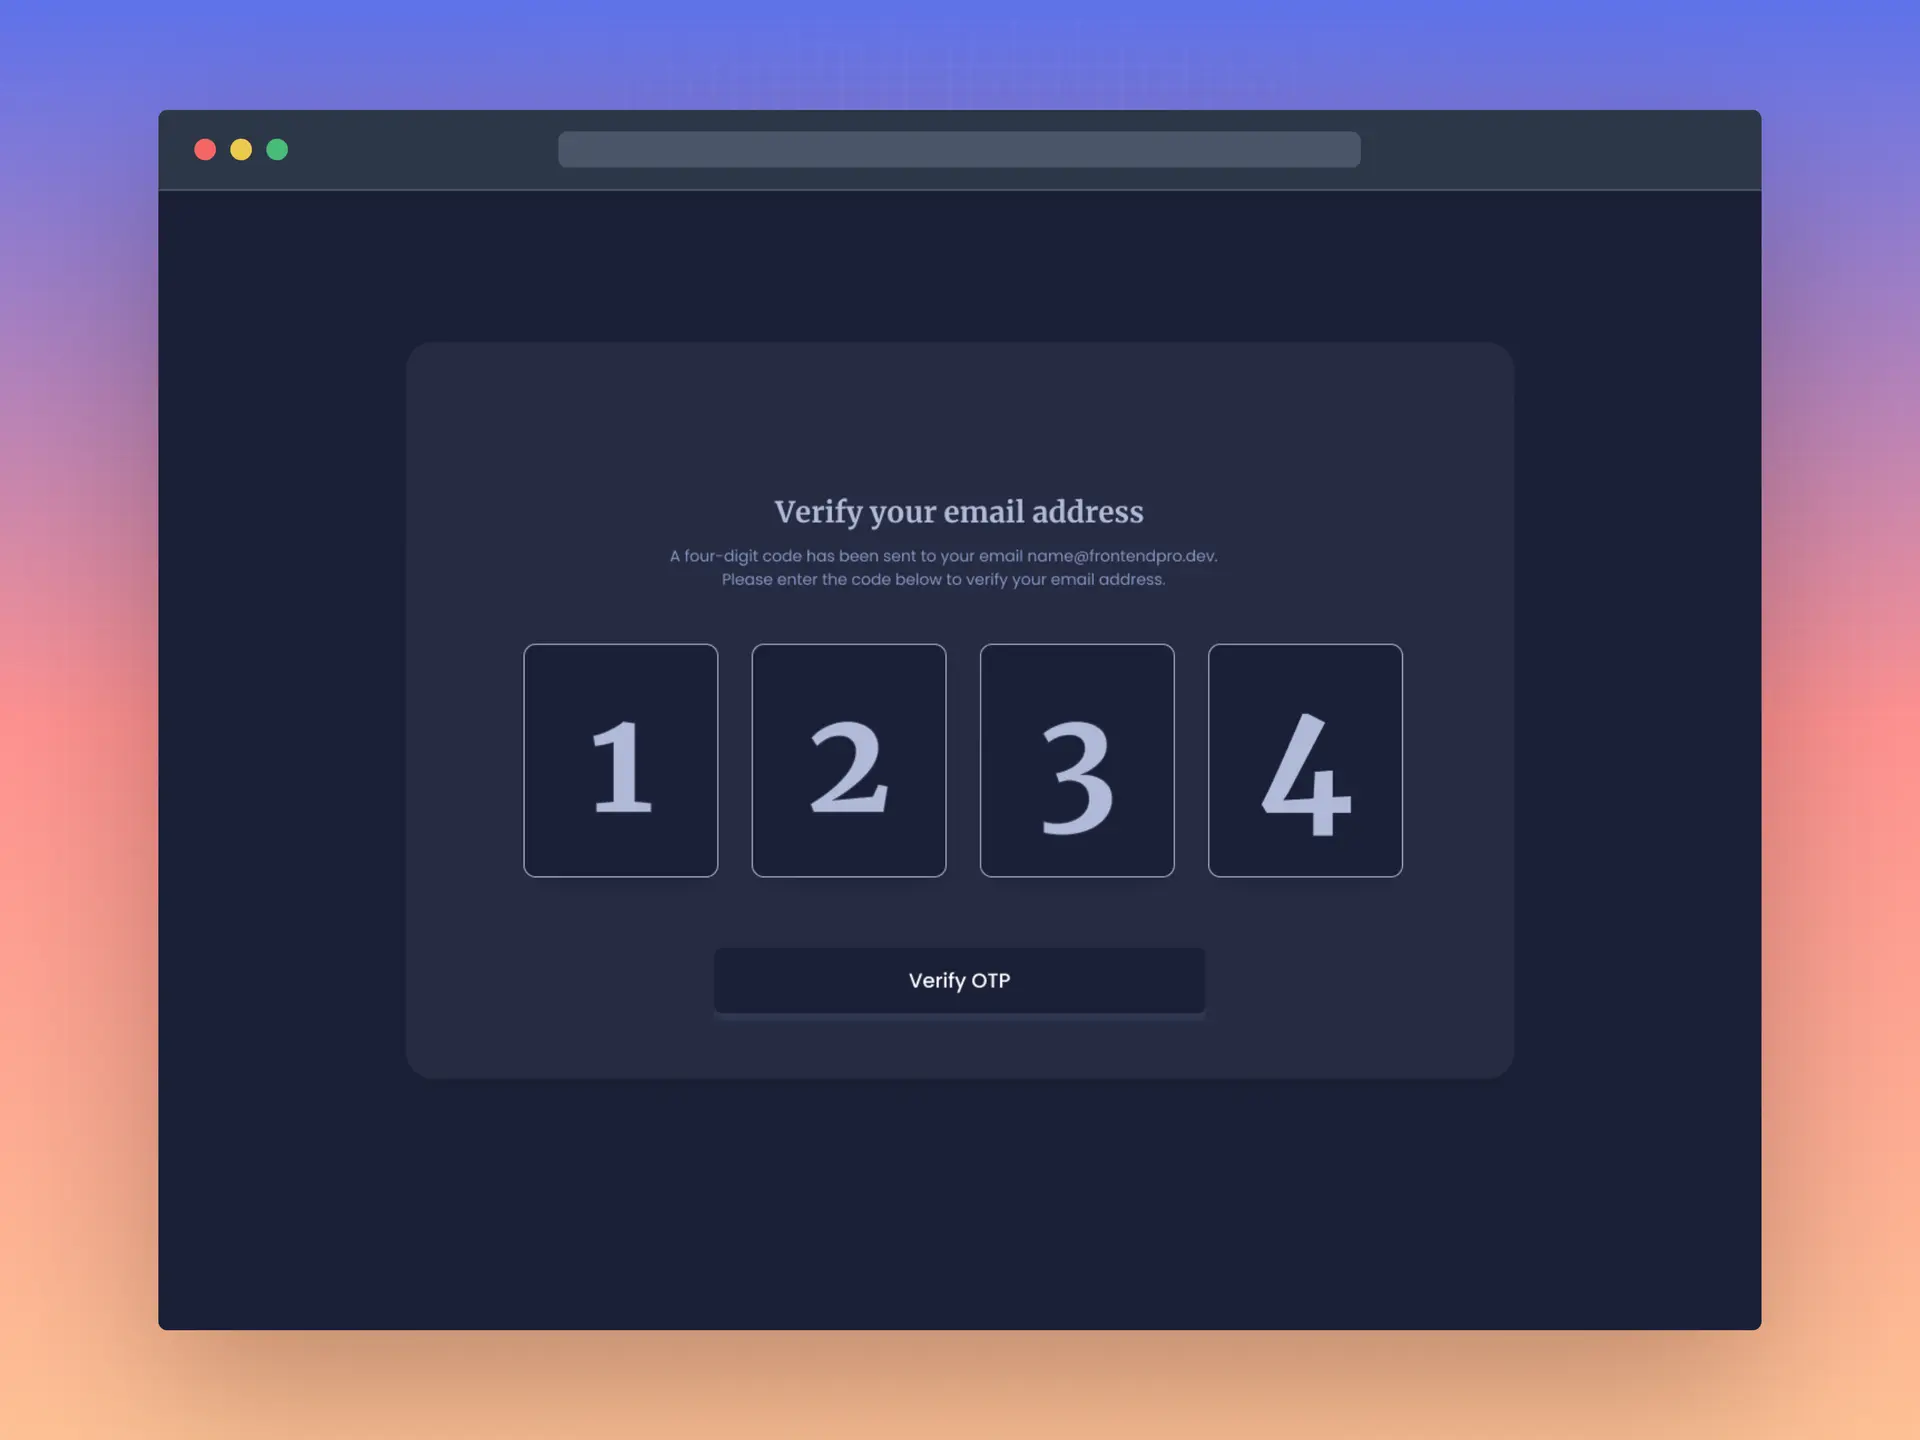 Verify your email address
A four-digit code has been sent to your email name@frontendpro.dev.
Please enter the code below to verify your email address.
1 2 3 4
Verify OTP